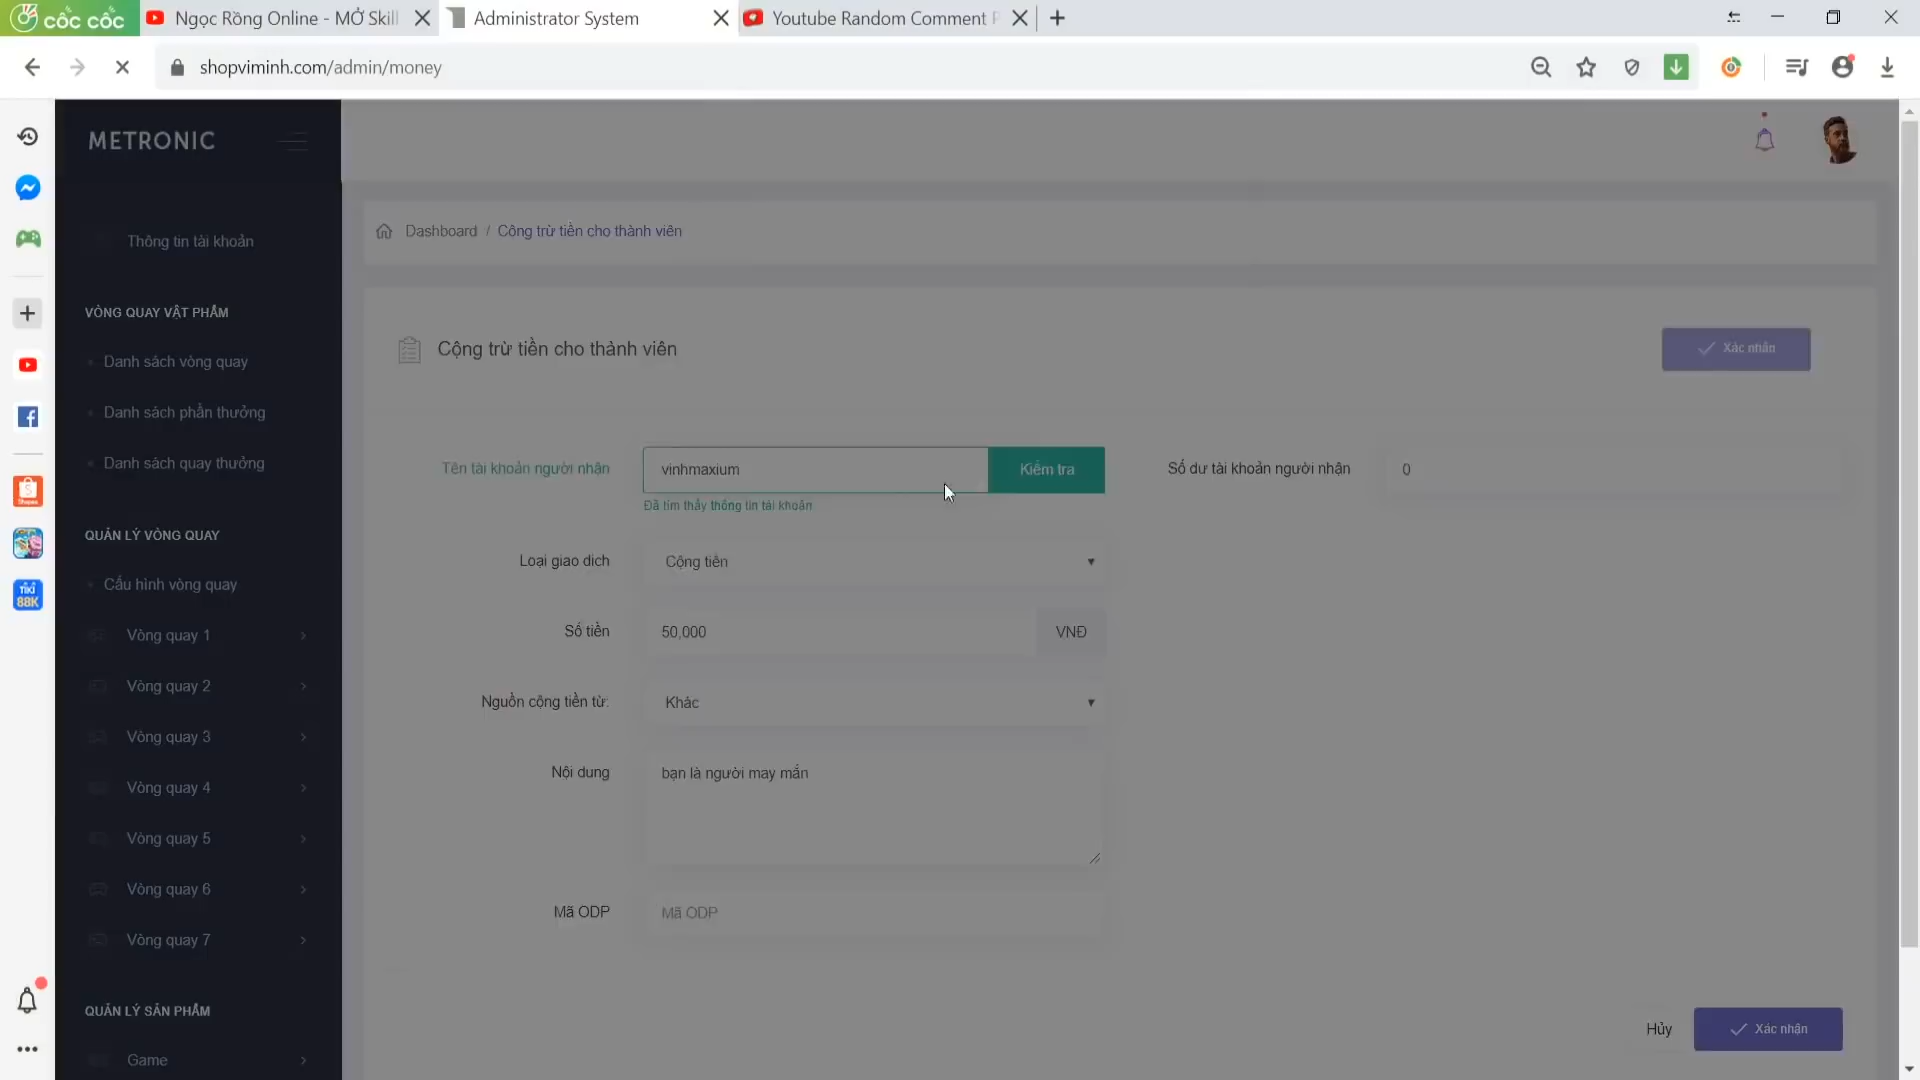 cốc cốc
Ngọc Rồng Online - MỞ Skil
Administrator System
Youtube Random Comment P
shopviminh.com/admin/money
METRONIC
Thông tin tài khoản
VÒNG QUAY VẬT PHẨM
Danh sách vòng quay
Danh sách phần thưởng
Danh sách quay thưởng
QUẢN LÝ VÒNG QUAY
Cấu hình vòng quay
Vòng quay 1
Vòng quay 2
Vòng quay 3
Vòng quay 4
Vòng quay 5
Vòng quay 6
Vòng quay 7
QUẢN LÝ SẢN PHẨM
Game
Shopee
TIKI
88K
Dashboard / Cộng trừ tiền cho thành viên
Cộng trừ tiền cho thành viên
Xác nhận
Tên tài khoản người nhận
vinhmaxium
Kiểm tra
Số dư tài khoản người nhận
0
Đã tìm thấy thông tin tài khoản
Loại giao dịch
Cộng tiền
Số tiền
50,000
VNĐ
Nguồn cộng tiền từ:
Khác
Nội dung
bạn là người may mắn
Mã ODP
Mã ODP
Hủy
Xác nhận